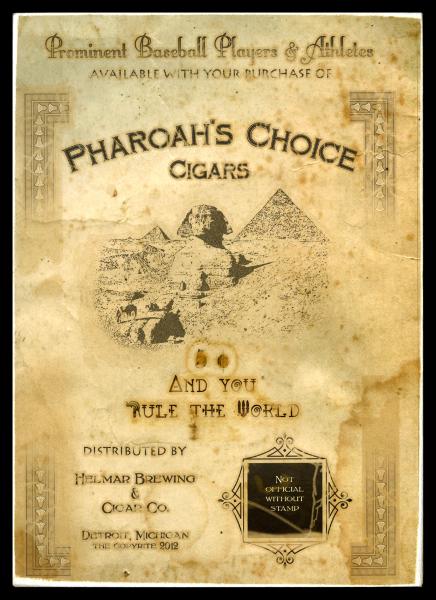 Prominent Baseball Players & Athletes
AVAILABLE WITH YOUR PURCHASE OF
PHAROAH'S CHOICE
CIGARS
AND YOU
RULE THE WORLD
DISTRIBUTED BY
HELMAR BREWING
&
CIGAR CO.
DETROIT, MICHIGAN
THE COPYRITE 2012
NOT
OFFICIAL
WITHOUT
STAMP